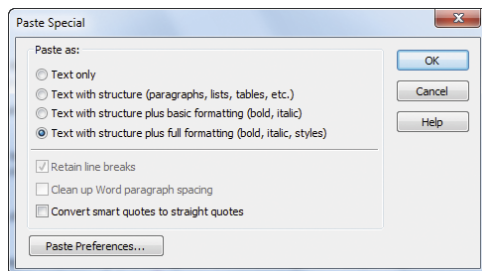 Paste Special
Paste as:
Text only
Text with structure (paragraphs, lists, tables, etc.)
Text with structure plus basic formatting (bold, italic)
Text with structure plus full formatting (bold, italic, styles)
Retain line breaks
Clean up Word paragraph spacing
Convert smart quotes to straight quotes
Paste Preferences...
OK
Cancel
Help